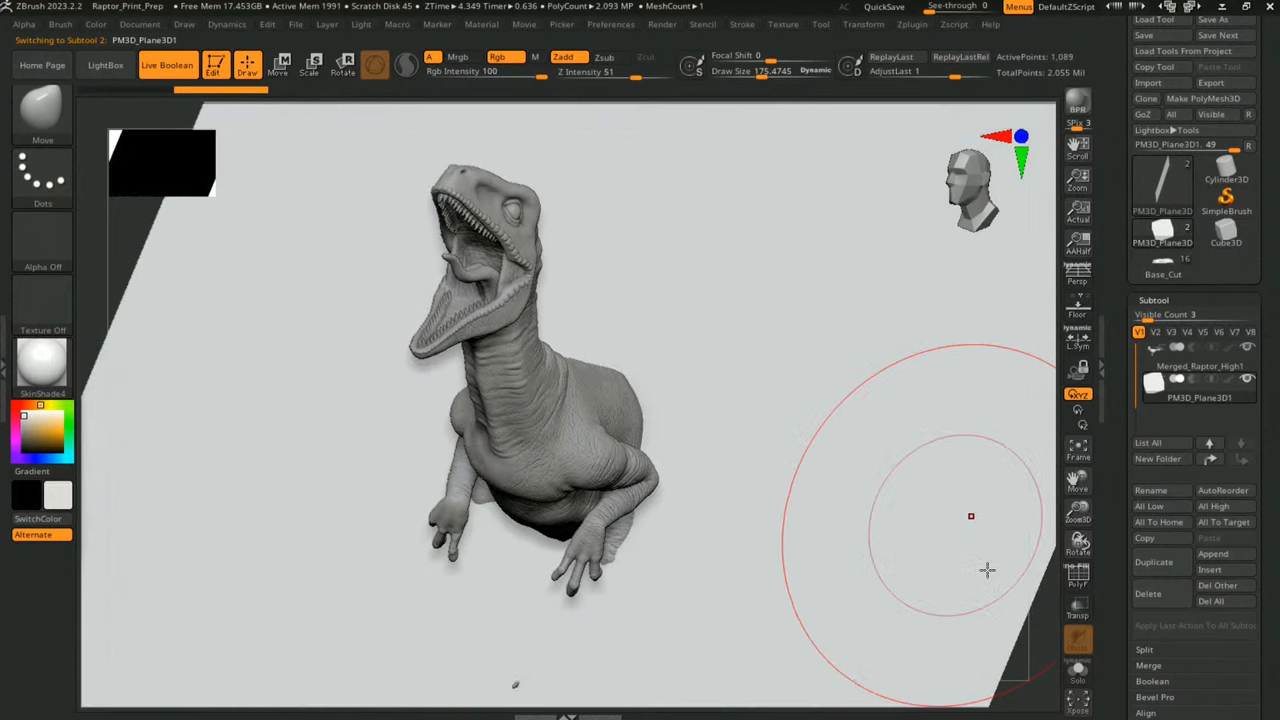 ZBrush 2023.2.2 Raptor_Print_Prep • Free Mem 17.453GB • Active Mem 1991 • Scratch Disk 45 • ZTime▸4.349 Timer▸0.636 • PolyCount▸2.093 MP • MeshCount▸1 AC QuickSave See-through 0 Menus DefaultZScript
Alpha Brush Color Document Draw Dynamics Edit File Layer Light Macro Marker Material Movie Picker Preferences Render Stencil Stroke Texture Tool Transform Zplugin Zscript Help
Switching to Subtool 2: PM3D_Plane3D1
Home Page LightBox Live Boolean Edit Draw Move Scale Rotate
A Mrgb Rgb M Zadd Zsub Zcut
Rgb Intensity 100 Z Intensity 51
Focal Shift 0
Draw Size 175.4745 Dynamic
ReplayLast ReplayLastRel ActivePoints: 1,089
AdjustLast 1 TotalPoints: 2.055 Mil
Move
Dots
Alpha Off
Texture Off
SkinShade4
Gradient
SwitchColor
Alternate
BPR
SPix 3
Scroll
Zoom
Actual
AAHalf
Dynamic
Persp
Floor
Dynamic
L.Sym
XYZ
Frame
Move
Zoom3D
Rotate
PolyF
Transp
Dynamic
Solo
Xpose
Load Tool Save As
Save Save Next
Load Tools From Project
Copy Tool Paste Tool
Import Export
Clone Make PolyMesh3D
GoZ All Visible R
Lightbox▸Tools
PM3D_Plane3D1. 49 R
2
PM3D_Plane3D Cylinder3D
SimpleBrush
2
PM3D_Plane3D Cube3D
16
Base_Cut
Subtool
Visible Count 3
V1 V2 V3 V4 V5 V6 V7 V8
Merged_Raptor_High1
PM3D_Plane3D1
List All
New Folder
Rename AutoReorder
All Low All High
All To Home All To Target
Copy Paste
Duplicate Append
Insert
Delete Del Other
Del All
Apply Last Action To All Subtoo
Split
Merge
Boolean
Bevel Pro
Align